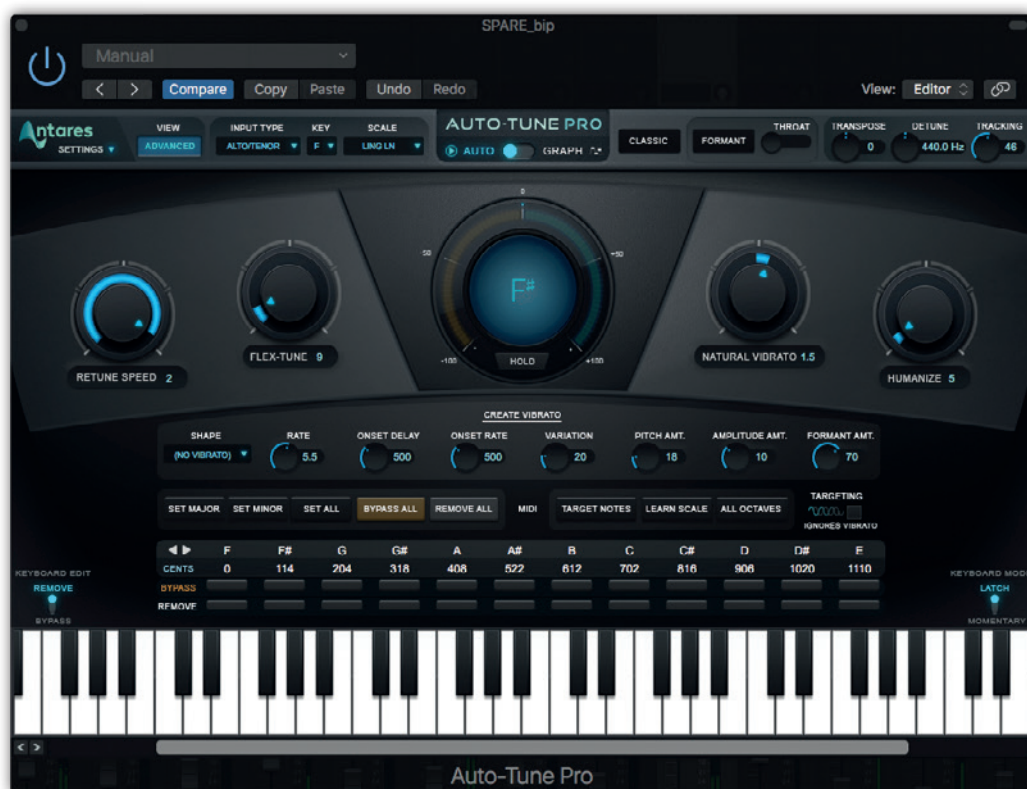 SPARE_bip
Manual
< > Compare Copy Paste Undo Redo View: Editor
Antares VIEW INPUT TYPE KEY SCALE AUTO-TUNE PRO CLASSIC FORMANT THROAT TRANSPOSE DETUNE TRACKING
SETTINGS ADVANCED ALTO/TENOR F LING LN AUTO GRAPH 0 440.0 Hz 46
0
50 +50
F#
-100 HOLD +100
RETUNE SPEED 2 FLEX-TUNE 9 NATURAL VIBRATO 1.5 HUMANIZE 5
CREATE VIBRATO
SHAPE RATE ONSET DELAY ONSET RATE VARIATION PITCH AMT. AMPLITUDE AMT. FORMANT AMT.
(NO VIBRATO) 5.5 500 500 20 18 10 70
SET MAJOR SET MINOR SET ALL BYPASS ALL REMOVE ALL MIDI TARGET NOTES LEARN SCALE ALL OCTAVES TARGETING
IGNORES VIBRATO
F F# G G# A A# B C C# D D# E
CENTS 0 114 204 318 408 522 612 702 816 906 1020 1110
KEYBOARD EDIT BYPASS KEYBOARD MODE
REMOVE REMOVE LATCH
BYPASS MOMENTARY
< >
Auto-Tune Pro